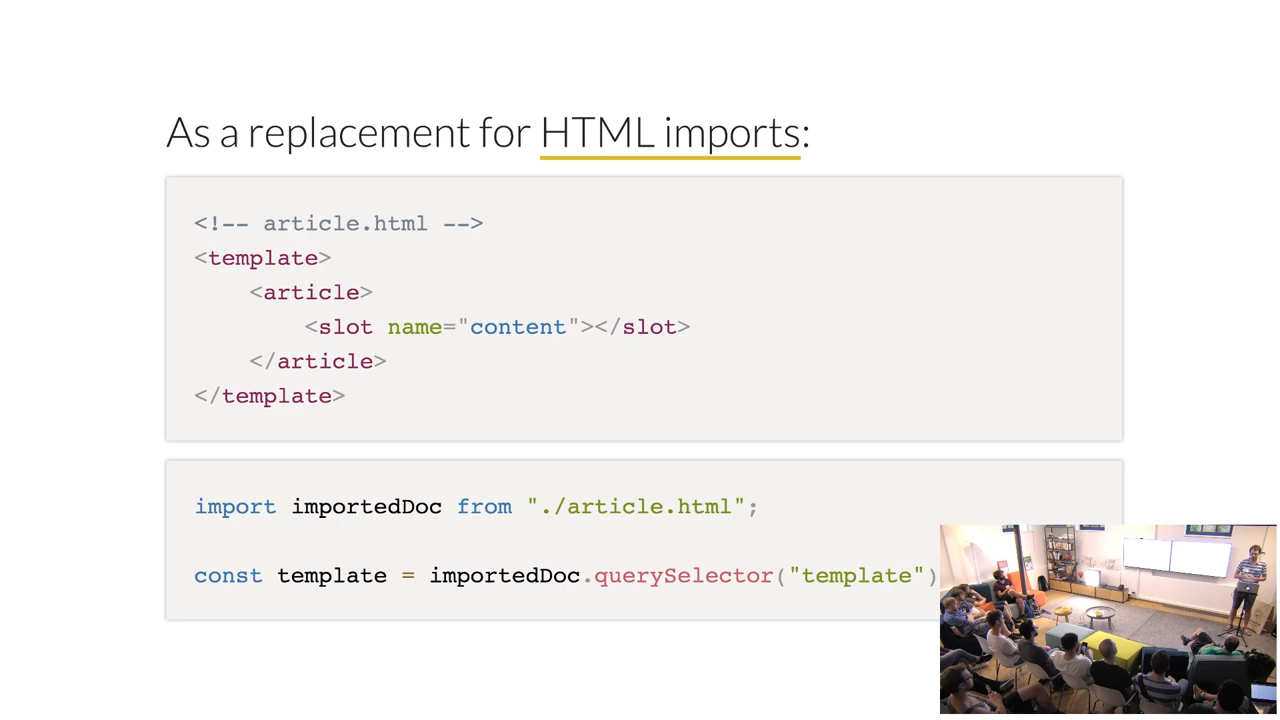 As a replacement for HTML imports:
<!-- article.html -->
<template>
    <article>
        <slot name="content"></slot>
    </article>
</template>
import importedDoc from "./article.html";
const template = importedDoc.querySelector("template")